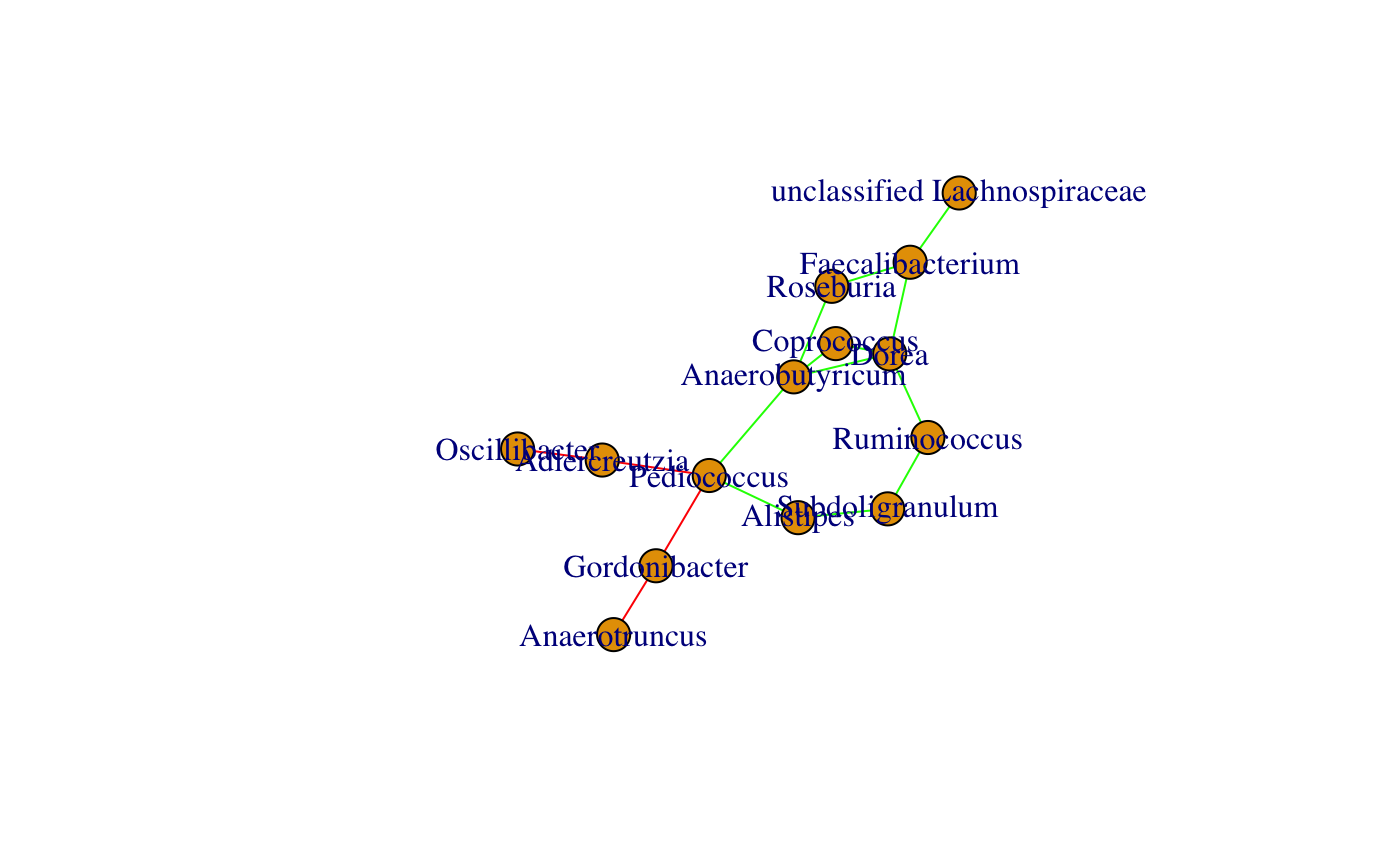 unclassified Lachnospiraceae
Faecalibacterium
Roseburia
Coprococcus
Dorea
Anaerobutyricum
Ruminococcus
Oscillibacter
Adlercreutzia
Pediococcus
Subdoligranulum
Alistipes
Gordonibacter
Anaerotruncus